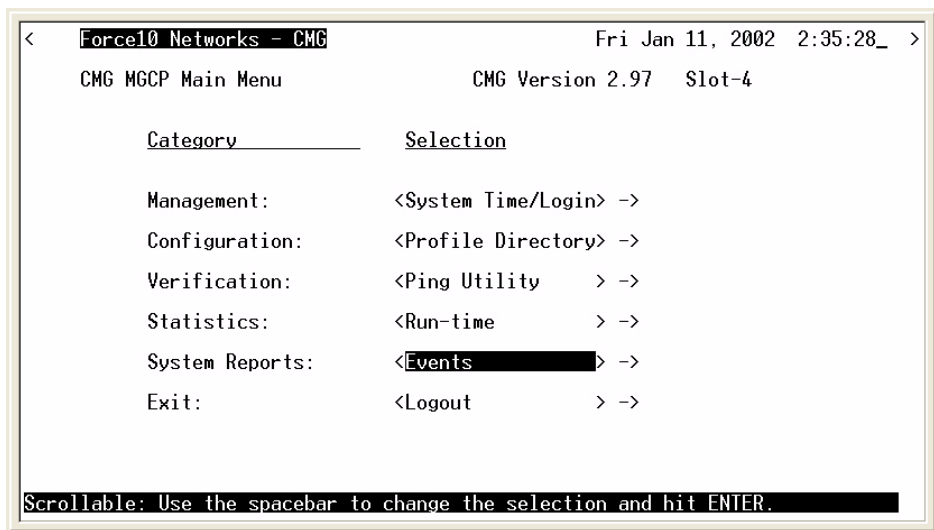 < Force10 Networks - CMG Fri Jan 11, 2002 2:35:28_ >
CMG MGCP Main Menu CMG Version 2.97 Slot-4
Category Selection
Management: <System Time/Login> ->
Configuration: <Profile Directory> ->
Verification: <Ping Utility > ->
Statistics: <Run-time > ->
System Reports: <Events > ->
Exit: <Logout > ->
Scrollable: Use the spacebar to change the selection and hit ENTER.